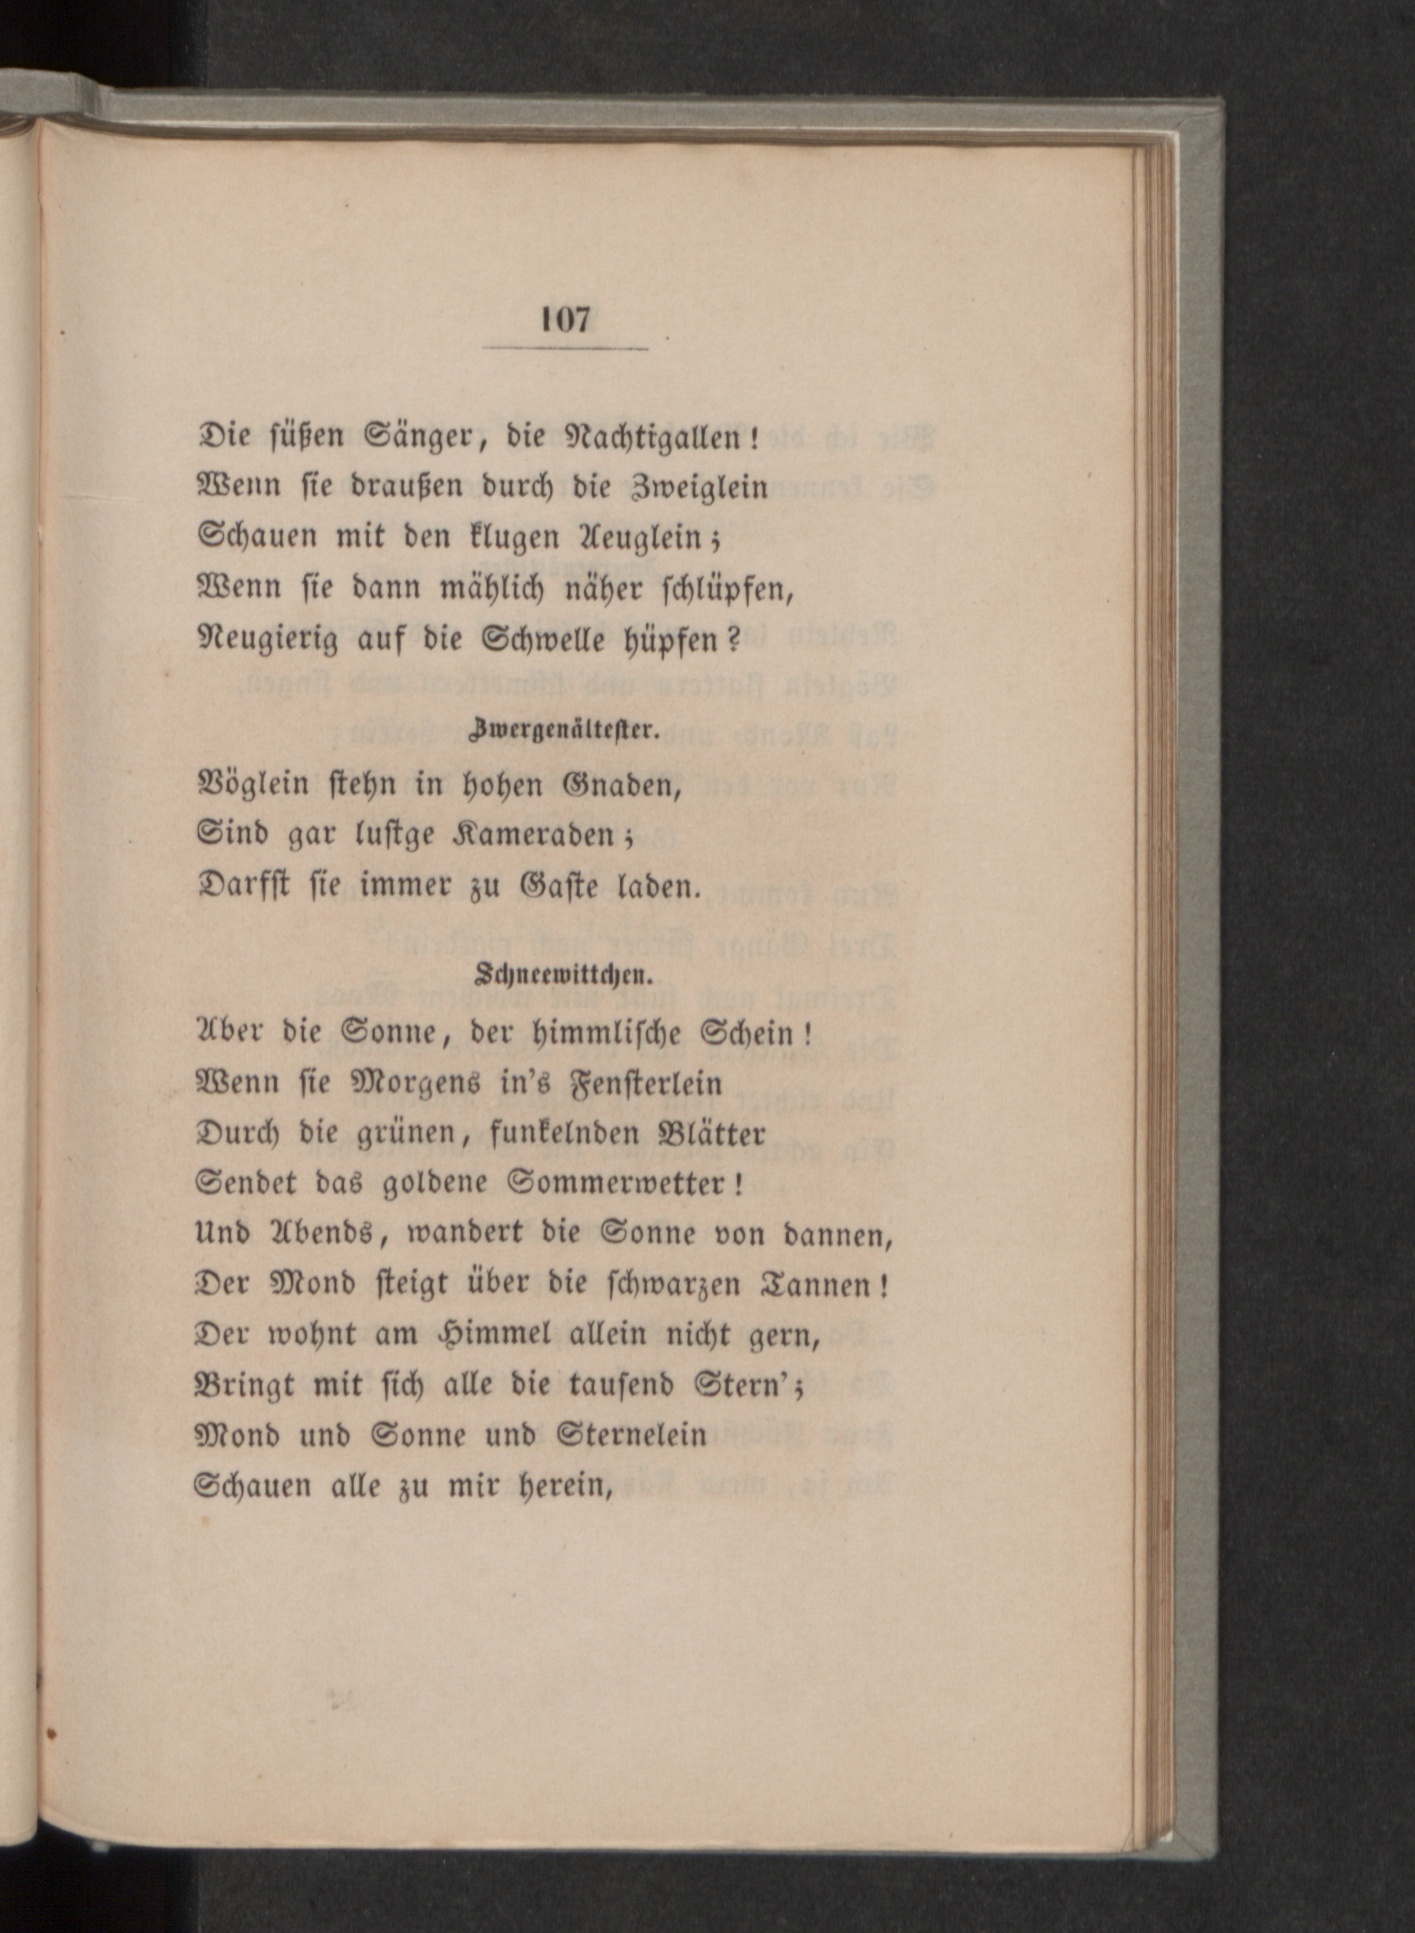 107
Die süßen Sänger, die Nachtigallen!
Wenn sie draußen durch die Zweiglein
Schauen mit den klugen Aeuglein;
Wenn sie dann mählich näher schlüpfen,
Neugierig auf die Schwelle hüpfen?
Zwergenältester.
Vöglein stehn in hohen Gnaden,
Sind gar lustge Kameraden;
Darfst sie immer zu Gaste laden.
Schneewittchen.
Aber die Sonne, der himmlische Schein!
Wenn sie Morgens in's Fensterlein
Durch die grünen, funkelnden Blätter
Sendet das goldene Sommerwetter!
Und Abends, wandert die Sonne von dannen,
Der Mond steigt über die schwarzen Tannen!
Der wohnt am Himmel allein nicht gern,
Bringt mit sich alle die tausend Stern';
Mond und Sonne und Sternelein
Schauen alle zu mir herein,